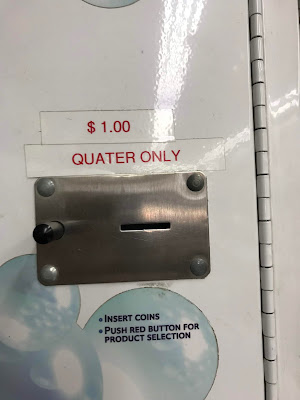 $ 1.00
QUATER ONLY
• INSERT COINS
• PUSH RED BUTTON FOR
PRODUCT SELECTION